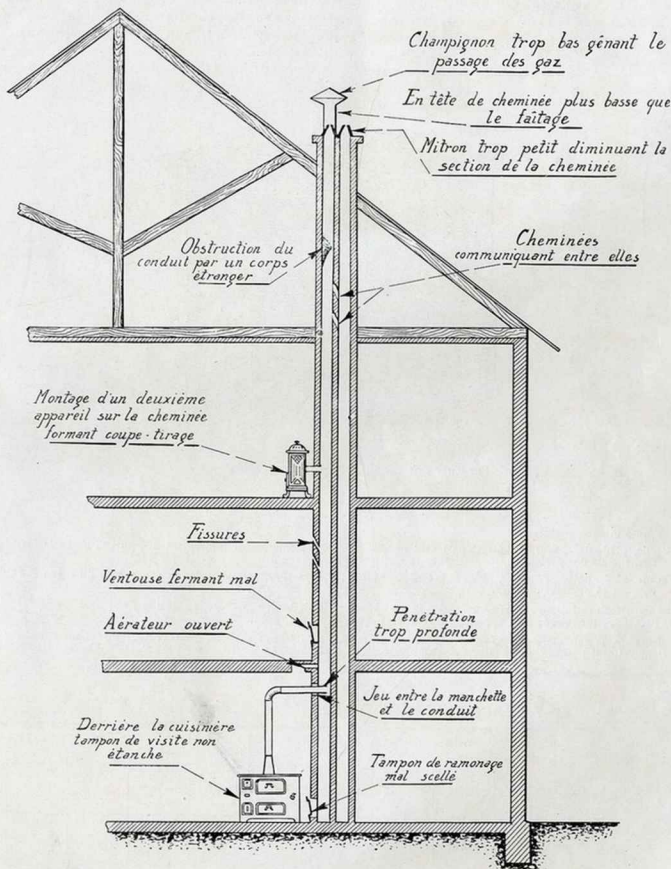 Champignon trop bas gênant le
passage des gaz
En tête de cheminée plus basse que
le faîtage
Mitron trop petit diminuant la
section de la cheminée
Obstruction du
conduit par un corps
étranger
Cheminées
communiquant entre elles
Montage d'un deuxième
appareil sur la cheminée
formant coupe-tirage
Fissures
Ventouse fermant mal
Aérateur ouvert
Pénétration
trop profonde
Jeu entre la manchette
et le conduit
Derrière la cuisinière
tampon de visite non
étanche
Tampon de ramonage
mal scellé